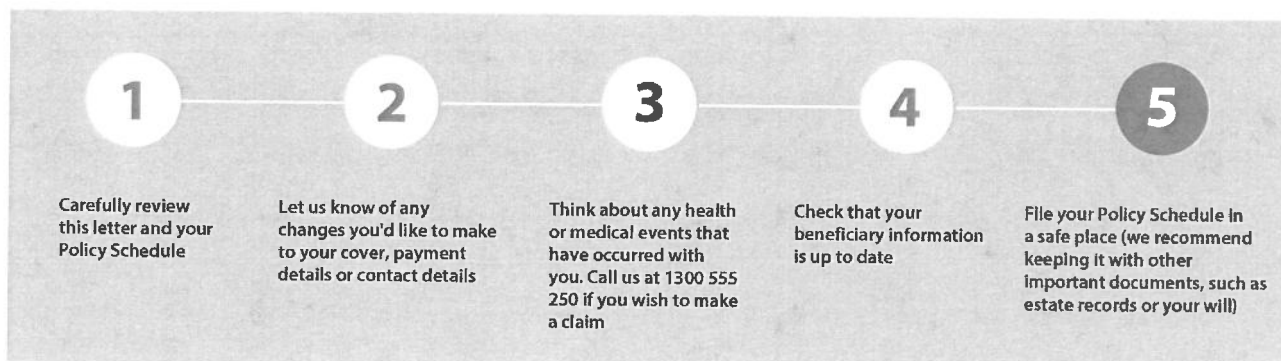 1
Carefully review
this letter and your
Policy Schedule
2
Let us know of any
changes you'd like to make
to your cover, payment
details or contact details
3
Think about any health
or medical events that
have occurred with
you. Call us at 1300 555
250 if you wish to make
a claim
4
Check that your
beneficiary information
is up to date
5
File your Policy Schedule in
a safe place (we recommend
keeping it with other
important documents, such as
estate records or your will)